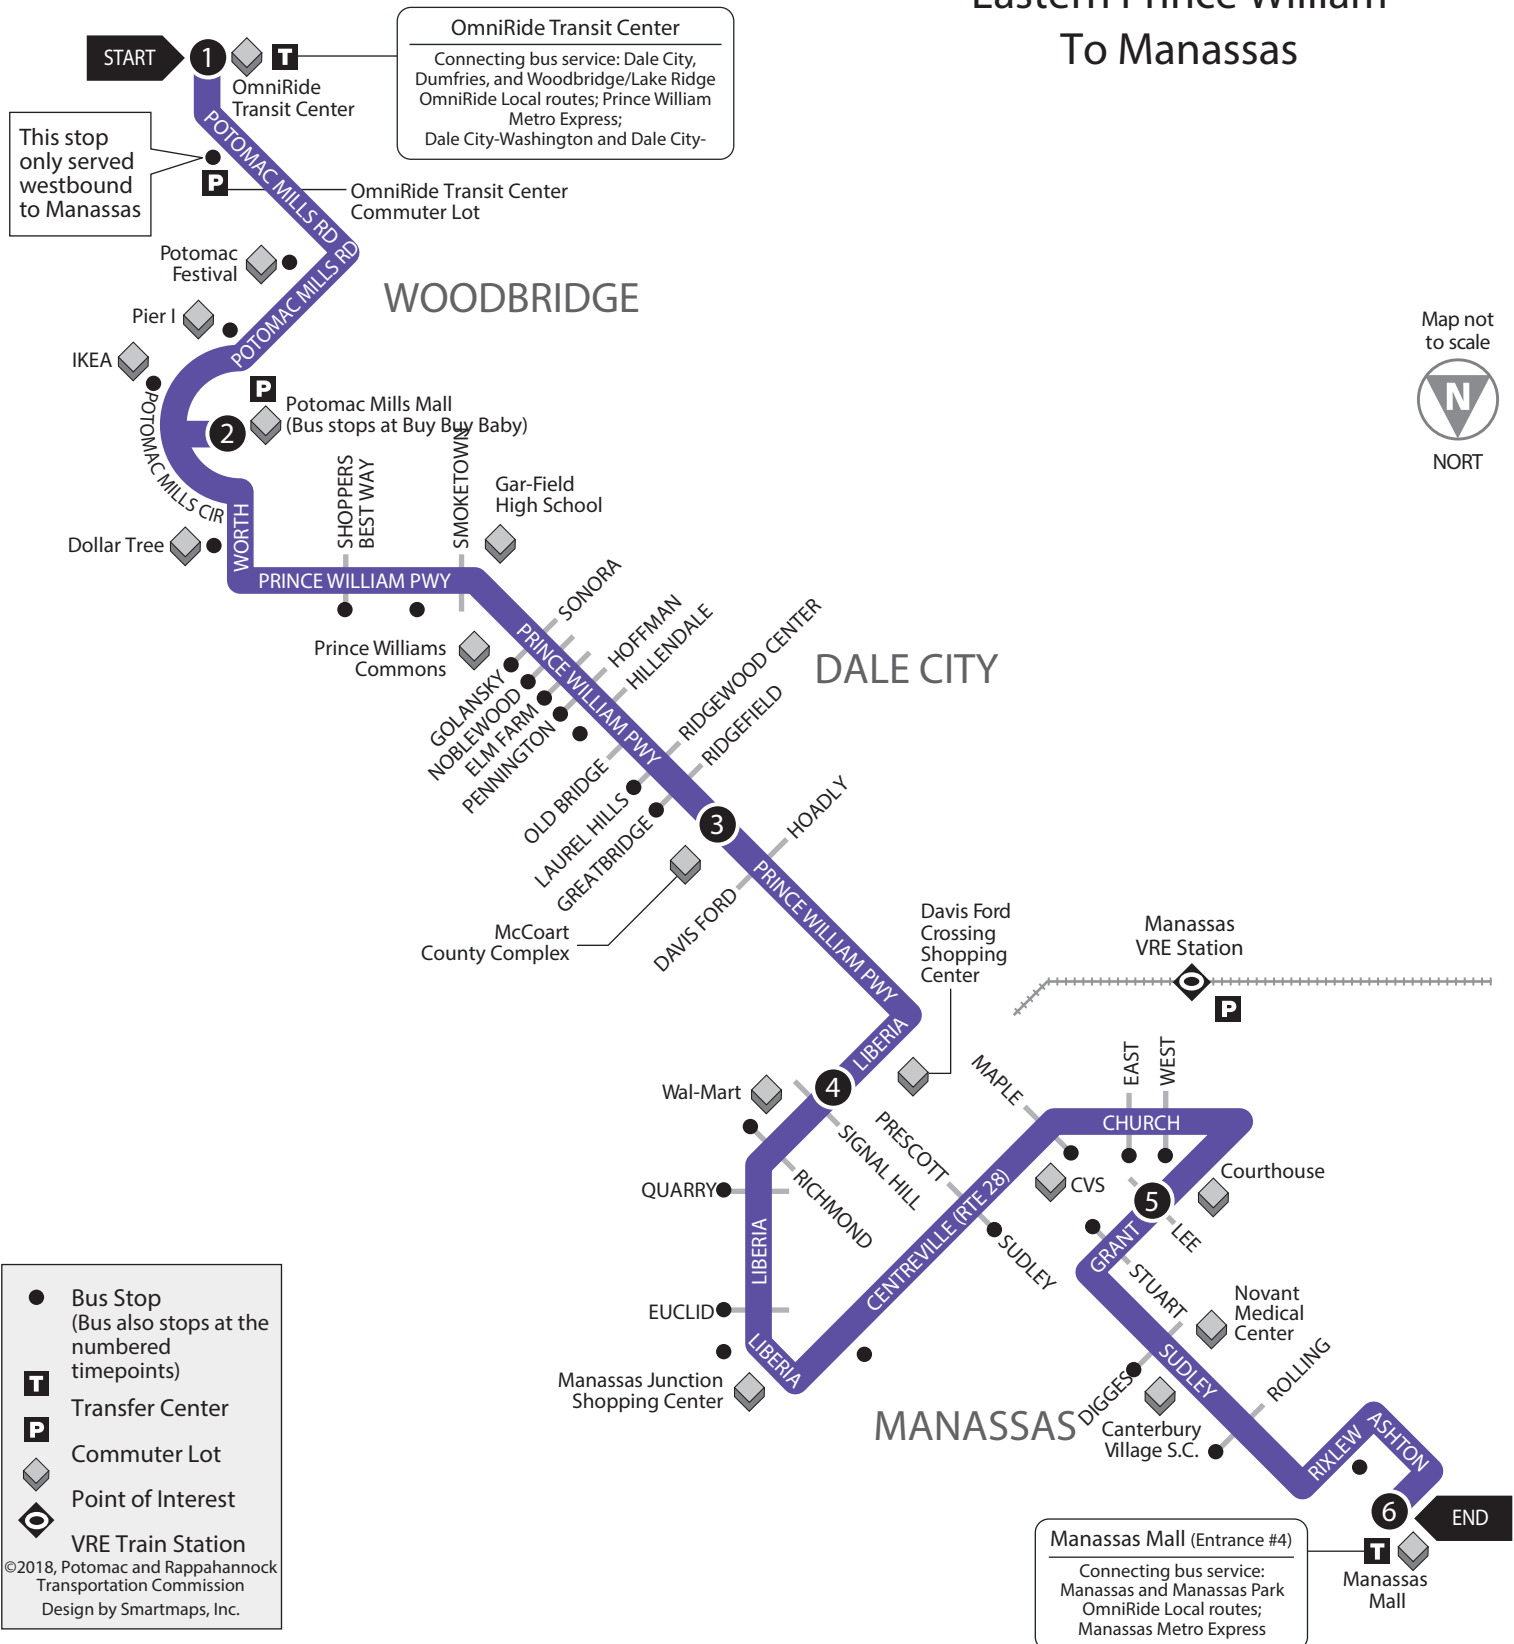 Eastern Prince William
To Manassas
START
1
T
OmniRide
Transit Center
OmniRide Transit Center
Connecting bus service: Dale City,
Dumfries, and Woodbridge/Lake Ridge
OmniRide Local routes; Prince William
Metro Express;
Dale City-Washington and Dale City-
This stop
only served
westbound
to Manassas
P
OmniRide Transit Center
Commuter Lot
POTOMAC MILLS RD
POTOMAC MILLS RD
Potomac
Festival
WOODBRIDGE
Pier I
IKEA
POTOMAC MILLS CIR
P
Potomac Mills Mall
(Bus stops at Buy Buy Baby)
2
Map not
to scale
N
NORT
Dollar Tree
WORTH
SHOPPERS
BEST WAY
SMOKETOWN
Gar-Field
High School
PRINCE WILLIAM PWY
Prince Williams
Commons
SONORA
HOFFMAN
HILLENDALE
PRINCE WILLIAM PWY
GOLANSKY
NOBLEWOOD
ELM FARM
PENNINGTON
RIDGEWOOD CENTER
RIDGEFIELD
DALE CITY
OLD BRIDGE
LAUREL HILLS
GREATBRIDGE
3
HOADLY
McCoart
County Complex
DAVIS FORD
PRINCE WILLIAM PWY
Davis Ford
Crossing
Shopping
Center
Manassas
VRE Station
P
LIBERIA
4
Wal-Mart
SIGNAL HILL
RICHMOND
QUARRY
LIBERIA
EUCLID
LIBERIA
Manassas Junction
Shopping Center
PRESCOTT
SUDLEY
CENTREVILLE (RTE 28)
MAPLE
CVS
EAST
WEST
CHURCH
Courthouse
5
LEE
GRANT
STUART
Novant
Medical
Center
SUDLEY
DIGGES
Canterbury
Village S.C.
ROLLING
MANASSAS
RIXLEW
ASHTON
6
END
T
Manassas
Mall
Manassas Mall (Entrance #4)
Connecting bus service:
Manassas and Manassas Park
OmniRide Local routes;
Manassas Metro Express
Bus Stop
(Bus also stops at the
numbered
timepoints)
T
Transfer Center
P
Commuter Lot
Point of Interest
VRE Train Station
©2018, Potomac and Rappahannock
Transportation Commission
Design by Smartmaps, Inc.